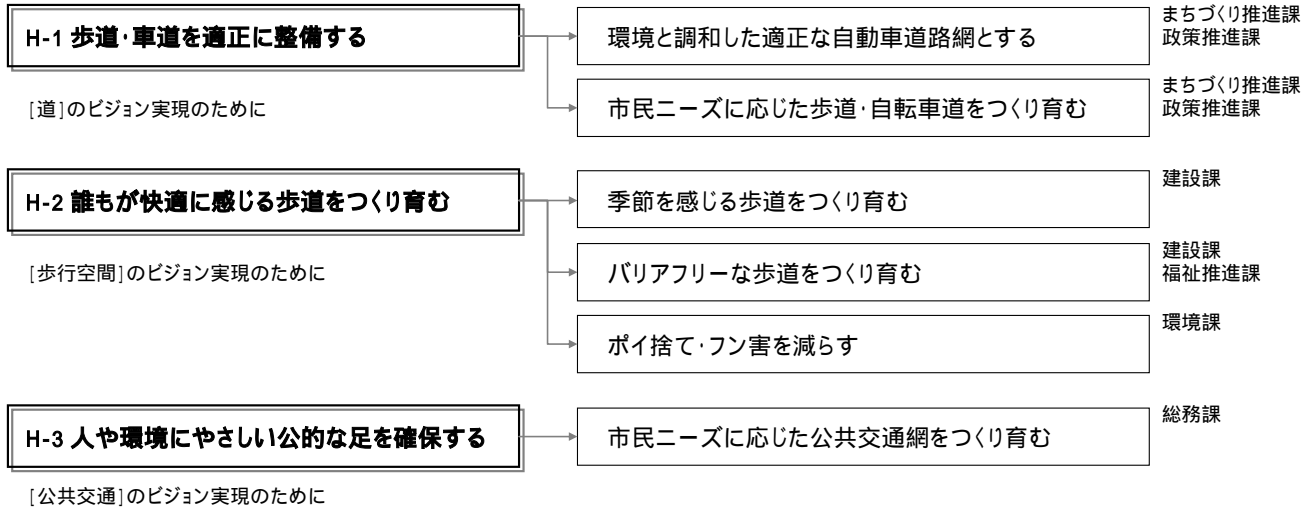 H-1 歩道・車道を適正に整備する
[道]のビジョン実現のために
環境と調和した適正な自動車道路網とする
まちづくり推進課
政策推進課
市民ニーズに応じた歩道・自転車道をつくり育む
まちづくり推進課
政策推進課
H-2 誰もが快適に感じる歩道をつくり育む
[歩行空間]のビジョン実現のために
季節を感じる歩道をつくり育む
建設課
バリアフリーな歩道をつくり育む
建設課
福祉推進課
ポイ捨て・フン害を減らす
環境課
H-3 人や環境にやさしい公的な足を確保する
[公共交通]のビジョン実現のために
市民ニーズに応じた公共交通網をつくり育む
総務課